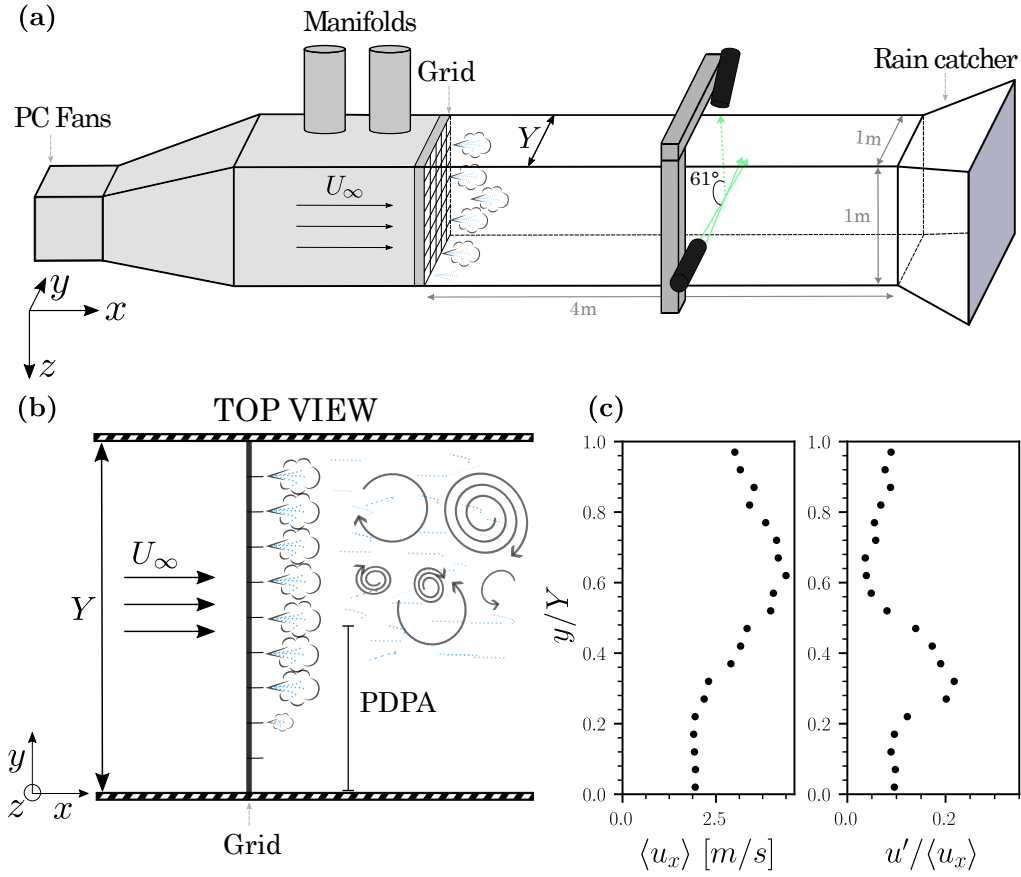 (a)
Manifolds
Grid
Rain catcher
PC Fans
Y
1m
U∞
61°
1m
y
x
4m
z
(b)
TOP VIEW
(c)
U∞
Y
PDPA
y
z
x
Grid
1.0
0.8
0.6
0.4
0.2
0.0
y/Y
0.0
2.5
⟨u_x⟩ [m/s]
1.0
0.8
0.6
0.4
0.2
0.0
0.0
0.2
u′/⟨u_x⟩